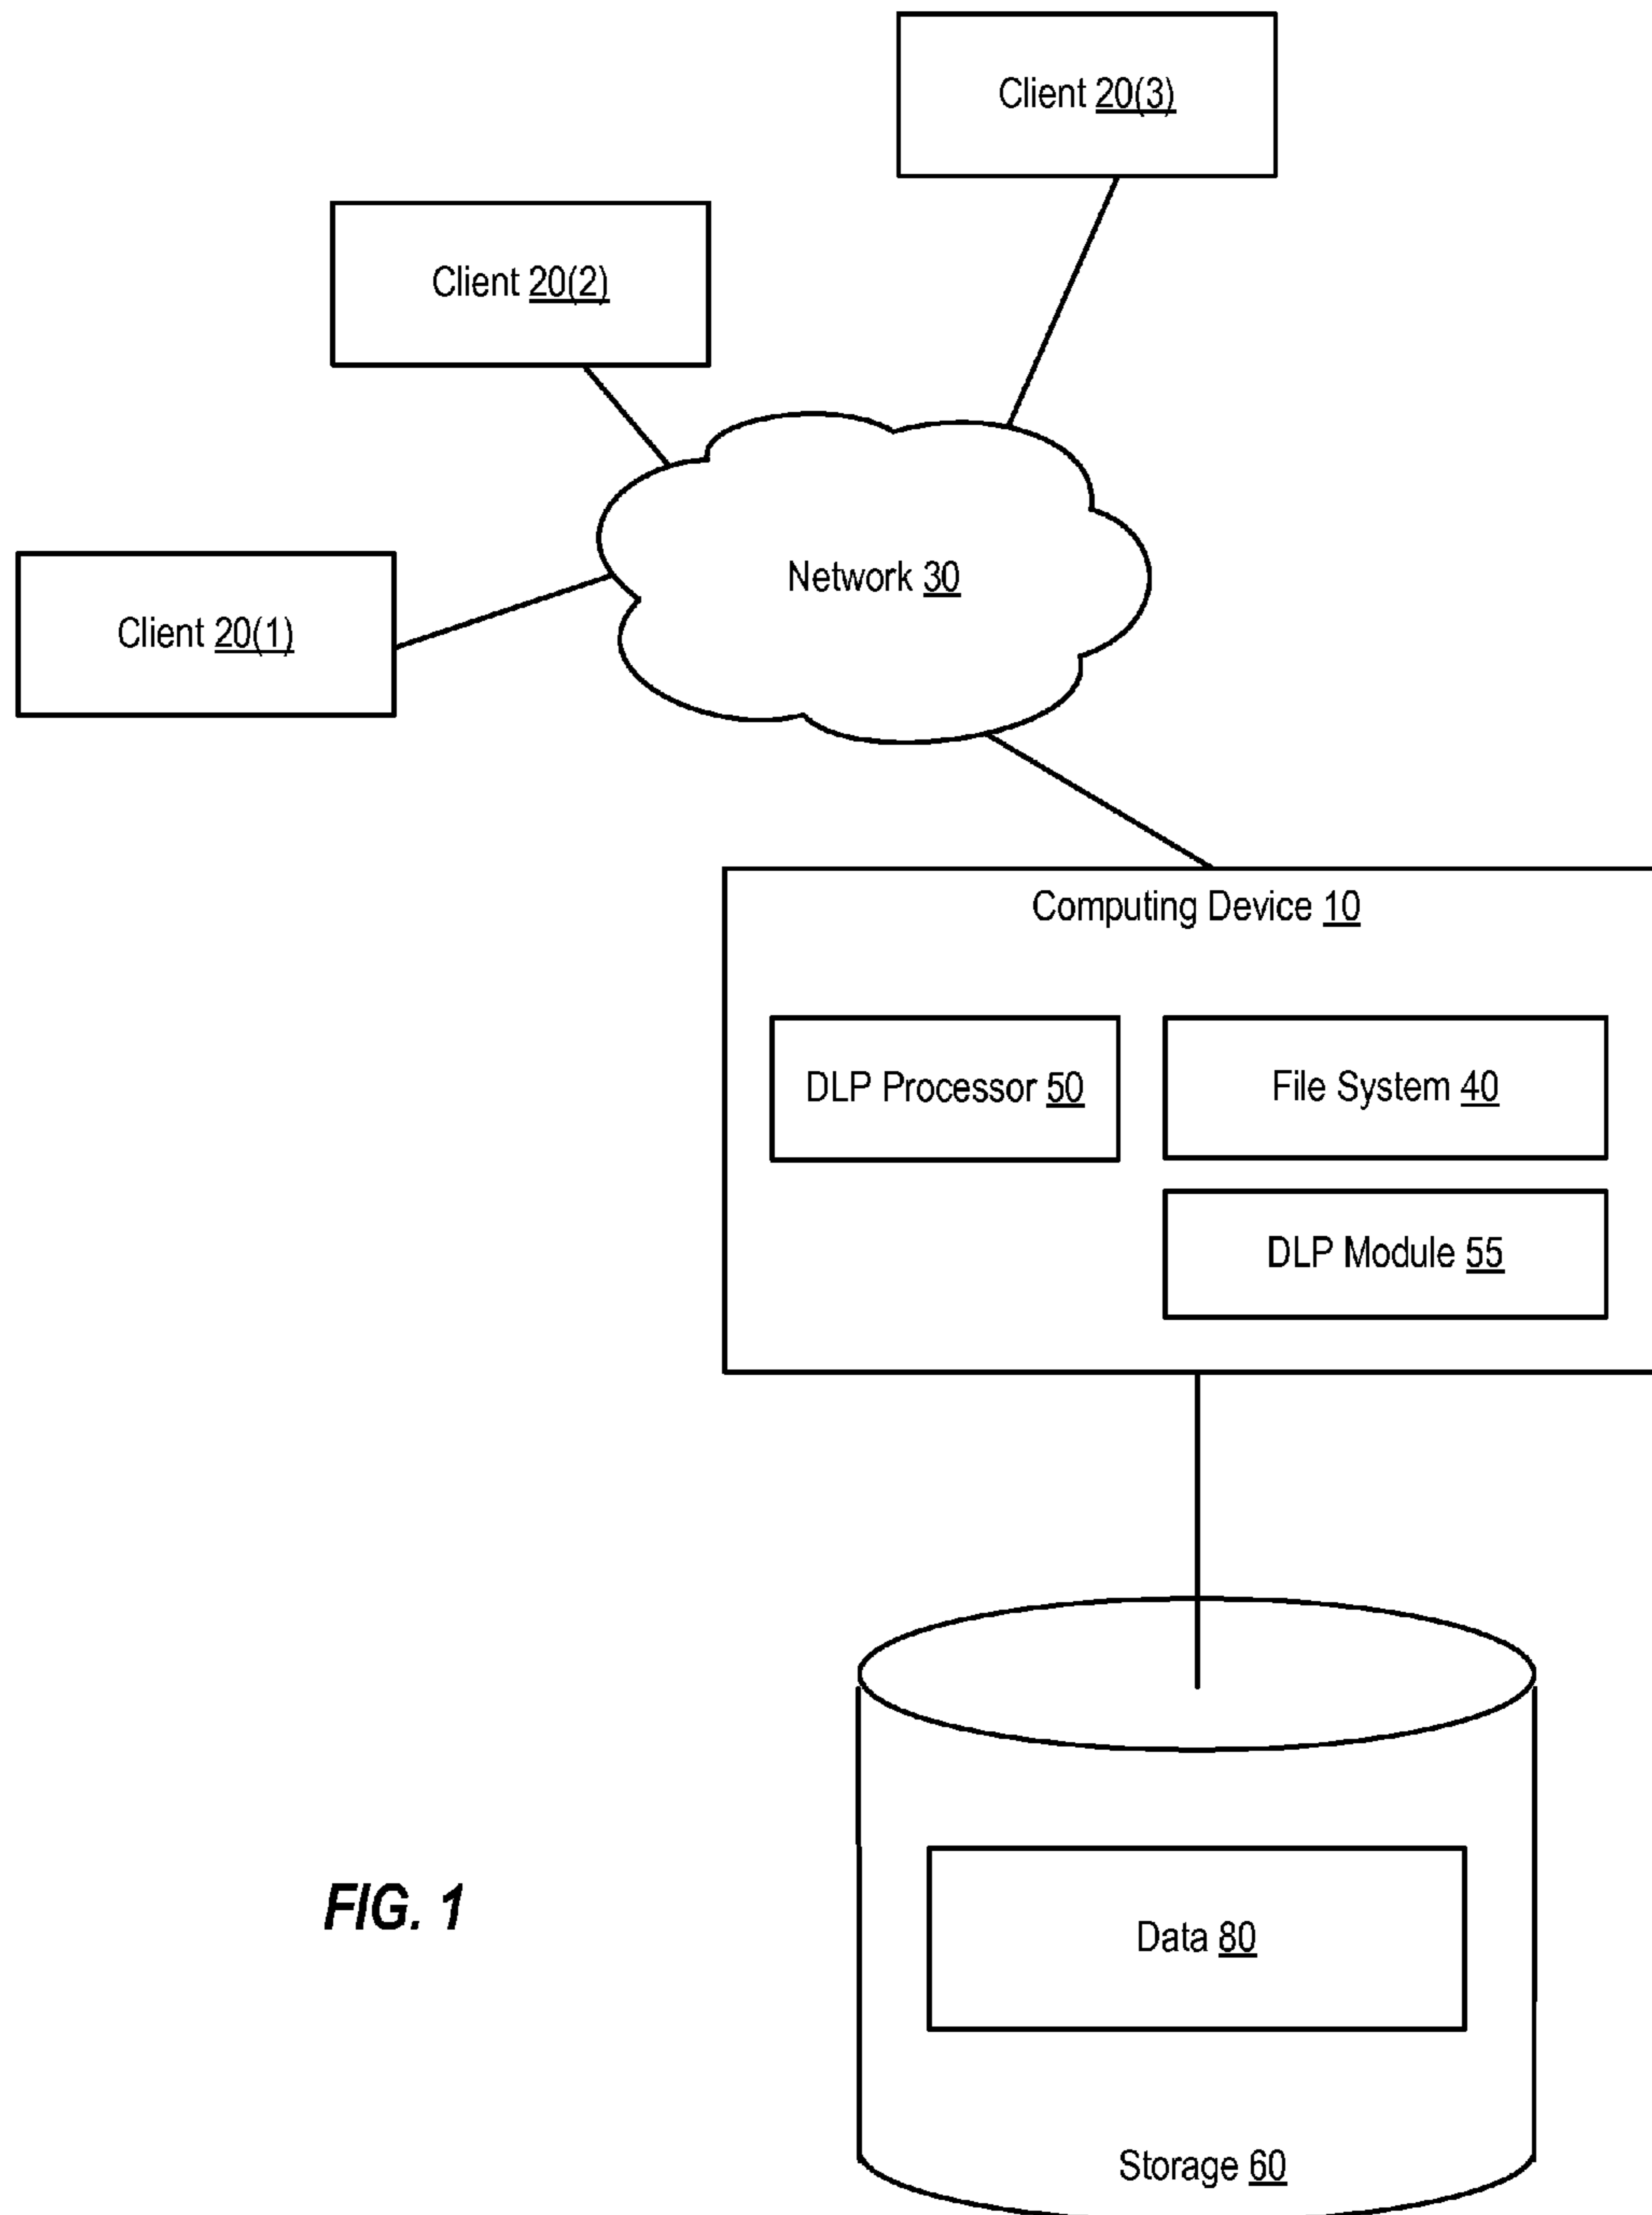 Client 20(3)
Client 20(2)
Network 30
Client 20(1)
Computing Device 10
DLP Processor 50
File System 40
DLP Module 55
FIG. 1
Data 80
Storage 60